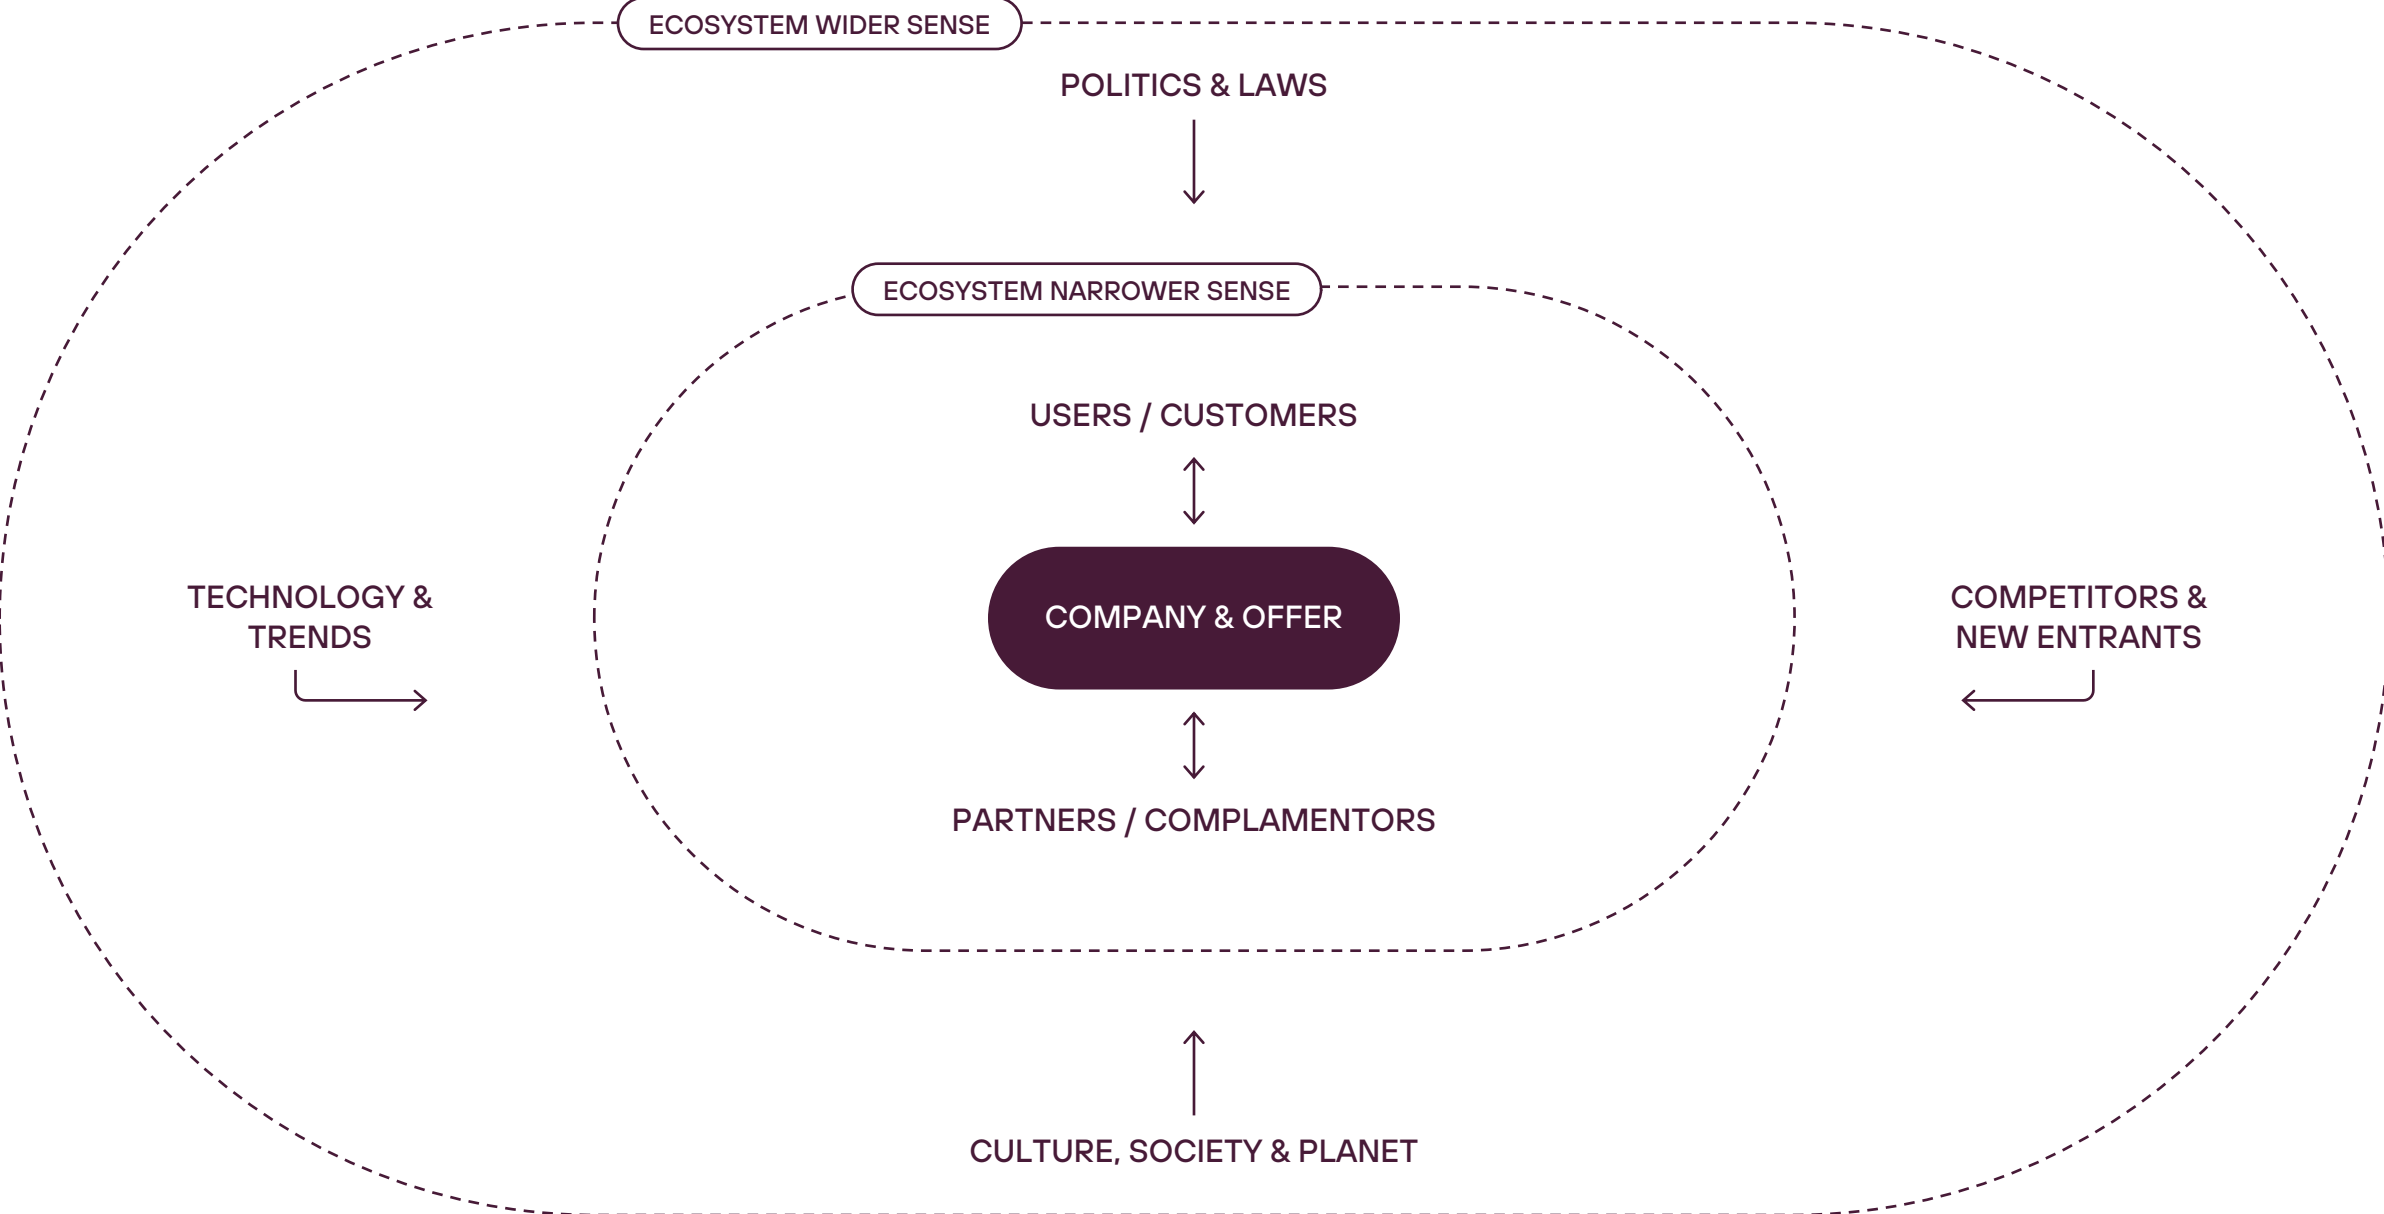 ECOSYSTEM WIDER SENSE
POLITICS & LAWS
ECOSYSTEM NARROWER SENSE
USERS / CUSTOMERS
TECHNOLOGY &
TRENDS
COMPANY & OFFER
COMPETITORS &
NEW ENTRANTS
PARTNERS / COMPLAMENTORS
CULTURE, SOCIETY & PLANET